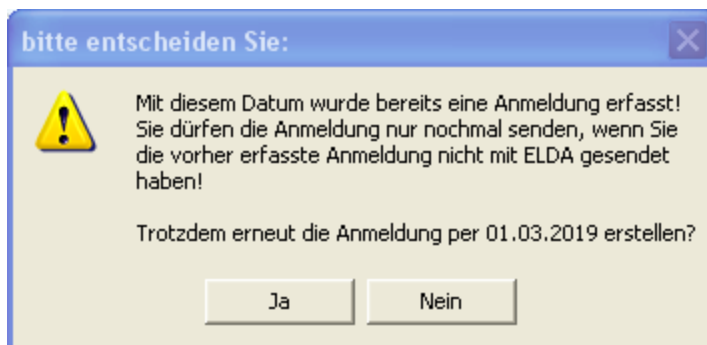 bitte entscheiden Sie:
Mit diesem Datum wurde bereits eine Anmeldung erfasst!
Sie dürfen die Anmeldung nur nochmal senden, wenn Sie
die vorher erfasste Anmeldung nicht mit ELDA gesendet
haben!
Trotzdem erneut die Anmeldung per 01.03.2019 erstellen?
Ja
Nein